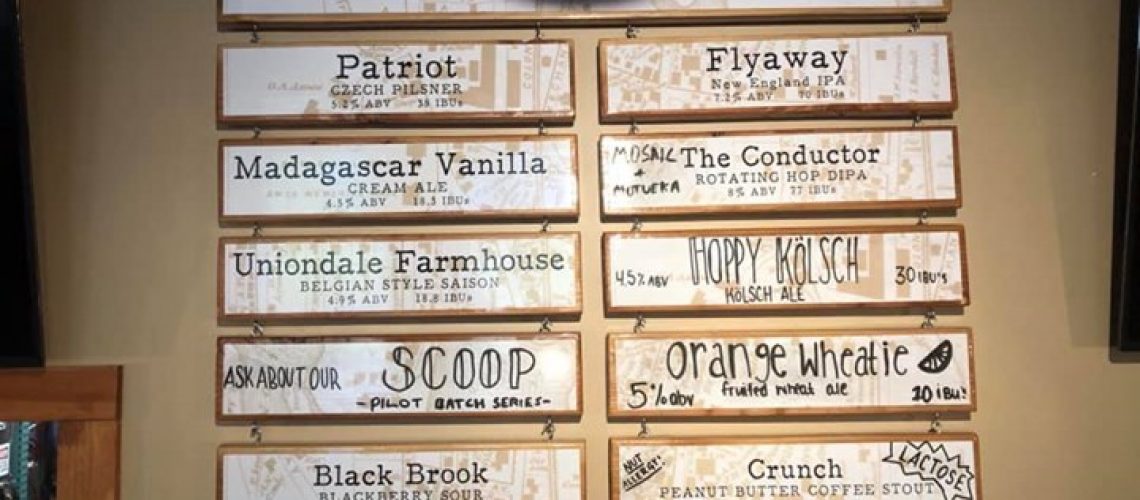 Patriot
CZECH PILSNER
5.2% ABV 38 IBUs
Madagascar Vanilla
CREAM ALE
4.5% ABV 18.3 IBUs
Uniondale Farmhouse
BELGIAN STYLE SAISON
4.9% ABV 18.8 IBUs
ASK ABOUT OUR SCOOP
-PILOT BATCH SERIES-
Black Brook
BLACKBERRY SOUR
Flyaway
New England IPA
7.2% ABV 70 IBUs
MOSAIC
+
MOTUEKA
The Conductor
ROTATING HOP DIPA
8% ABV 77 IBUs
HOPPY KÖLSCH
4.5% ABV
30 IBU's
KÖLSCH ALE
Orange Wheatie
5% abv
fruited wheat ale
10 IBU's
NUT
ALLERGY!
Crunch
PEANUT BUTTER COFFEE STOUT
LACTOSE